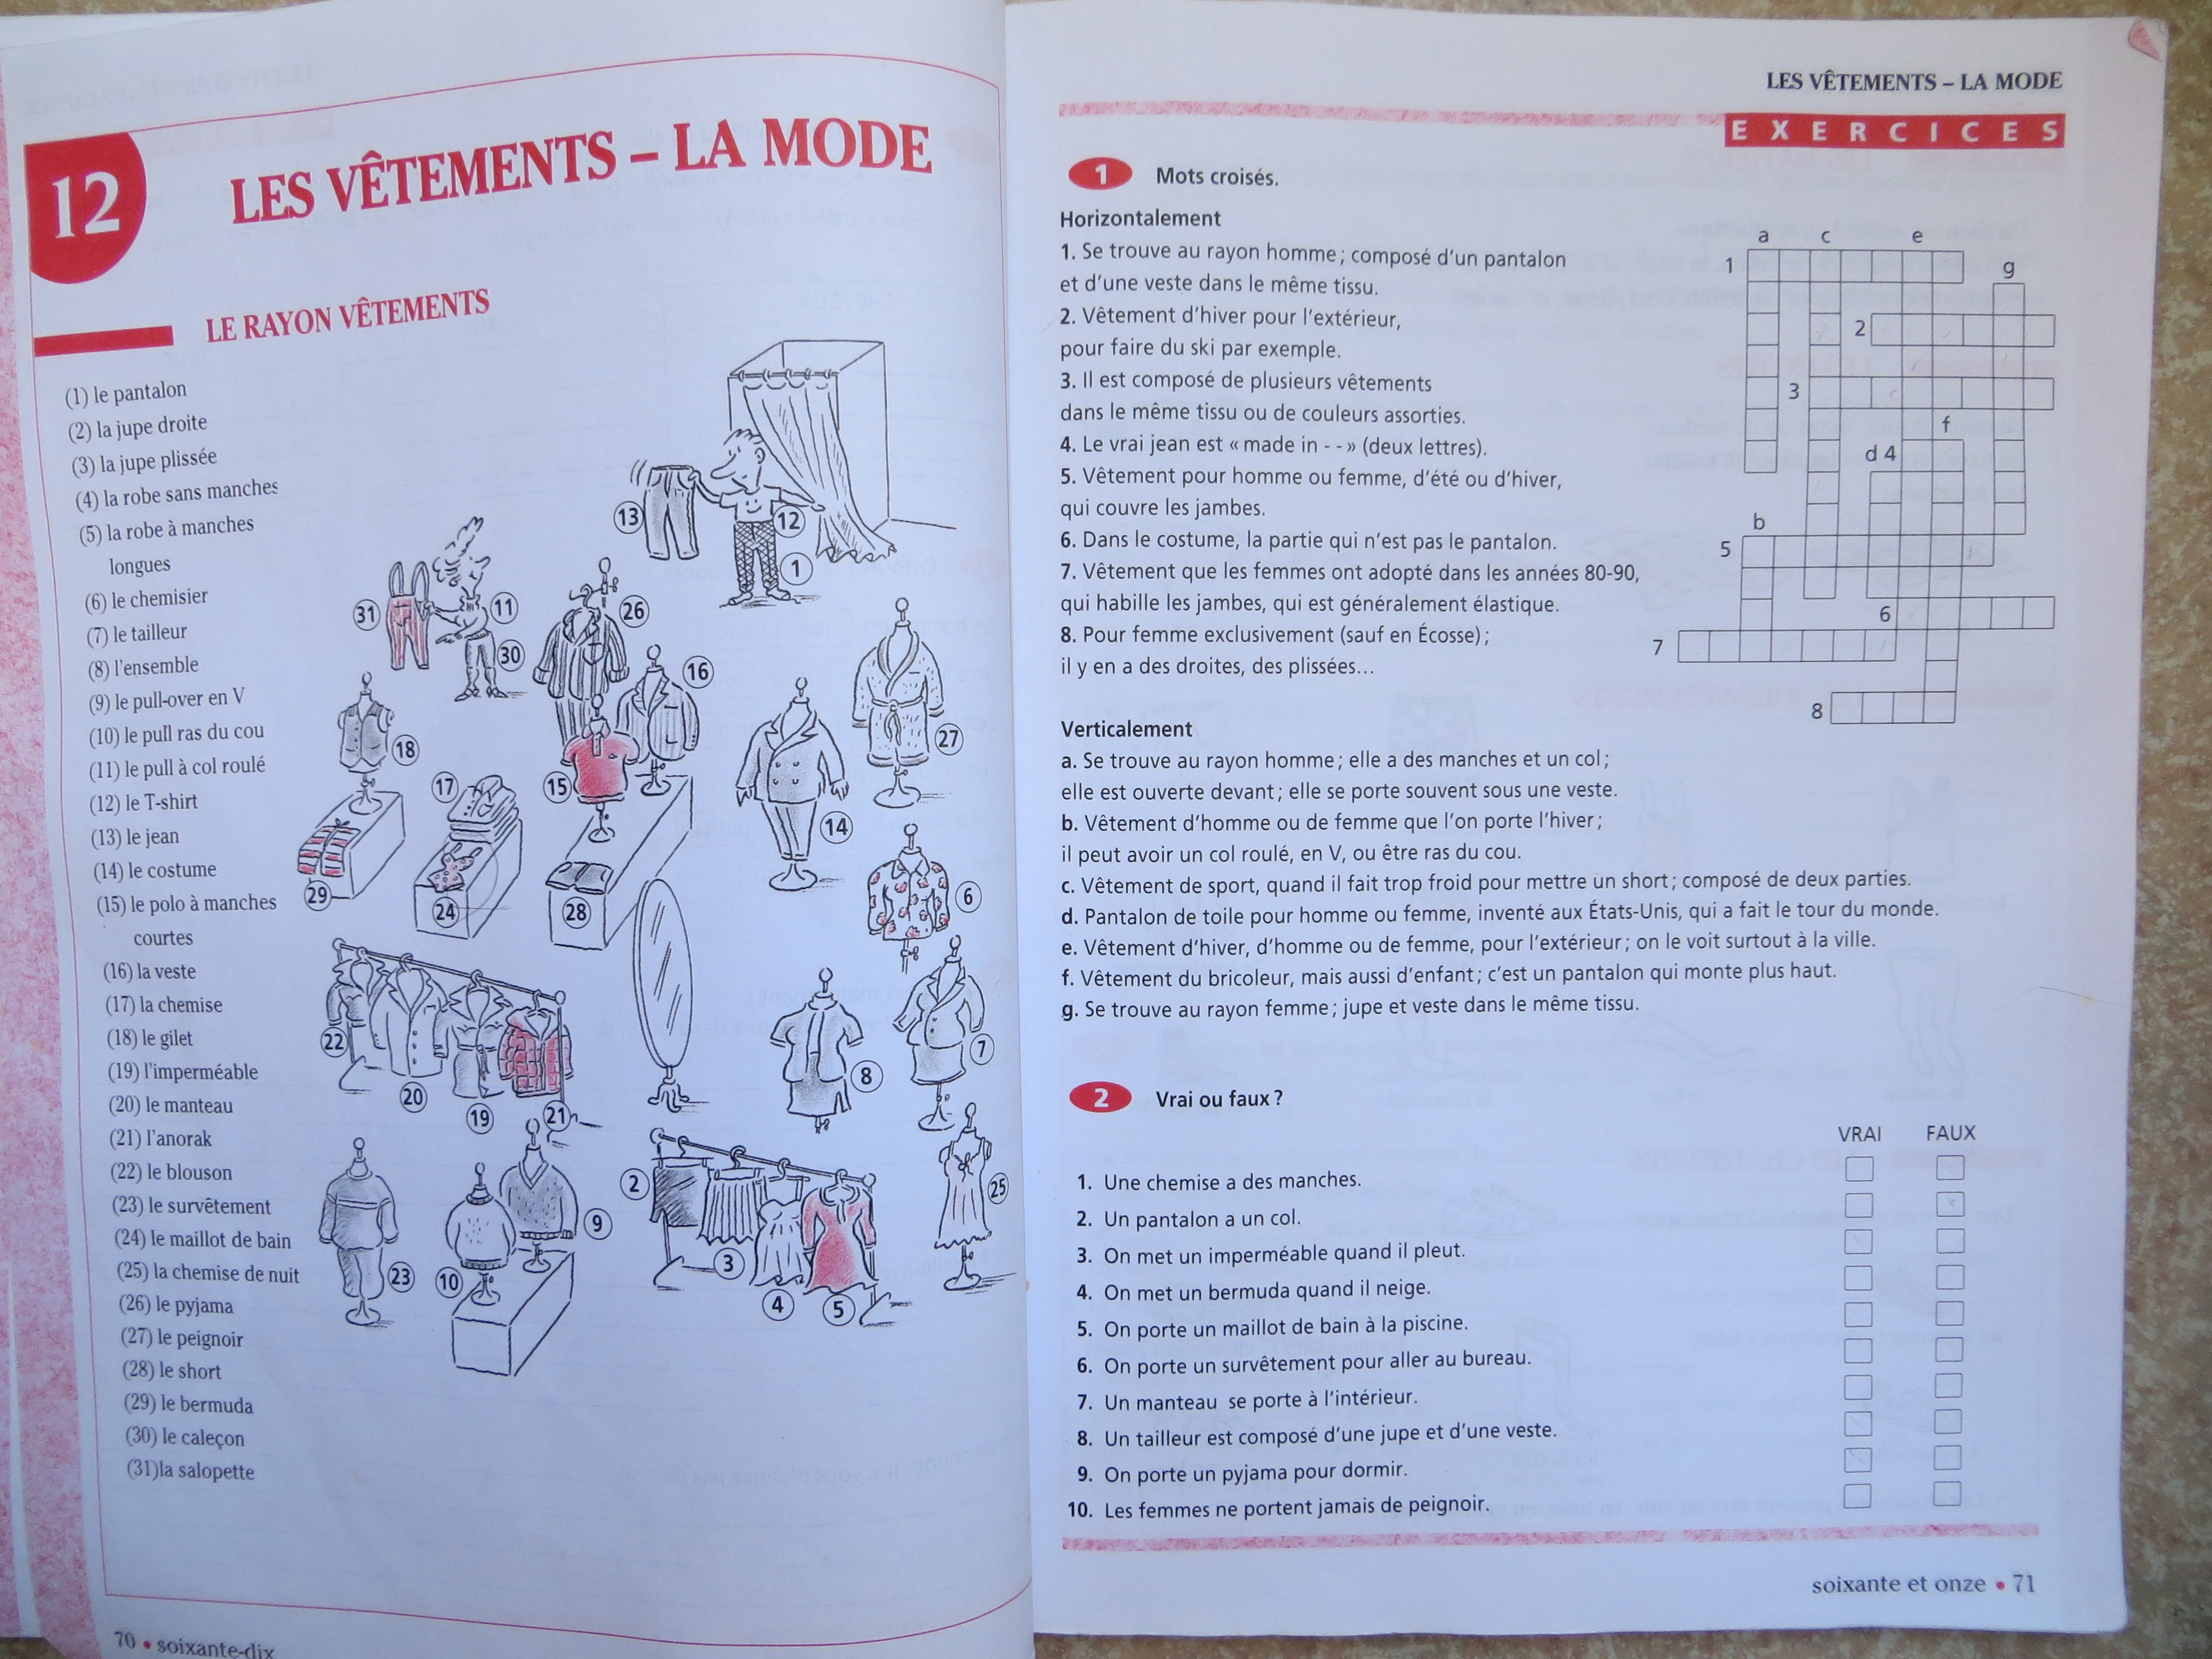 12
LES VÊTEMENTS – LA MODE
LE RAYON VÊTEMENTS
(1) le pantalon
(2) la jupe droite
(3) la jupe plissée
(4) la robe sans manches
(5) la robe à manches
longues
(6) le chemisier
(7) le tailleur
(8) l'ensemble
(9) le pull-over en V
(10) le pull ras du cou
(11) le pull à col roulé
(12) le T-shirt
(13) le jean
(14) le costume
(15) le polo à manches
courtes
(16) la veste
(17) la chemise
(18) le gilet
(19) l'imperméable
(20) le manteau
(21) l'anorak
(22) le blouson
(23) le survêtement
(24) le maillot de bain
(25) la chemise de nuit
(26) le pyjama
(27) le peignoir
(28) le short
(29) le bermuda
(30) le caleçon
(31)la salopette
13
12
1
31
11
30
26
16
27
18
17
15
14
29
24
28
6
22
20
19
21
8
7
23
10
9
2
3
4
5
25
70 • soixante-dix
LES VÊTEMENTS – LA MODE
EXERCICES
1 Mots croisés.
Horizontalement
1. Se trouve au rayon homme ; composé d'un pantalon
et d'une veste dans le même tissu.
2. Vêtement d'hiver pour l'extérieur,
pour faire du ski par exemple.
3. Il est composé de plusieurs vêtements
dans le même tissu ou de couleurs assorties.
4. Le vrai jean est « made in - - » (deux lettres).
5. Vêtement pour homme ou femme, d'été ou d'hiver,
qui couvre les jambes.
6. Dans le costume, la partie qui n'est pas le pantalon.
7. Vêtement que les femmes ont adopté dans les années 80-90,
qui habille les jambes, qui est généralement élastique.
8. Pour femme exclusivement (sauf en Écosse) ;
il y en a des droites, des plissées...
a c e
1 g
2
3
f
d 4
b
5
6
7
8
Verticalement
a. Se trouve au rayon homme ; elle a des manches et un col ;
elle est ouverte devant ; elle se porte souvent sous une veste.
b. Vêtement d'homme ou de femme que l'on porte l'hiver ;
il peut avoir un col roulé, en V, ou être ras du cou.
c. Vêtement de sport, quand il fait trop froid pour mettre un short ; composé de deux parties.
d. Pantalon de toile pour homme ou femme, inventé aux États-Unis, qui a fait le tour du monde.
e. Vêtement d'hiver, d'homme ou de femme, pour l'extérieur ; on le voit surtout à la ville.
f. Vêtement du bricoleur, mais aussi d'enfant ; c'est un pantalon qui monte plus haut.
g. Se trouve au rayon femme ; jupe et veste dans le même tissu.
2 Vrai ou faux ?
VRAI FAUX
1. Une chemise a des manches.
2. Un pantalon a un col.
3. On met un imperméable quand il pleut.
4. On met un bermuda quand il neige.
5. On porte un maillot de bain à la piscine.
6. On porte un survêtement pour aller au bureau.
7. Un manteau se porte à l'intérieur.
8. Un tailleur est composé d'une jupe et d'une veste.
9. On porte un pyjama pour dormir.
10. Les femmes ne portent jamais de peignoir.
soixante et onze • 71